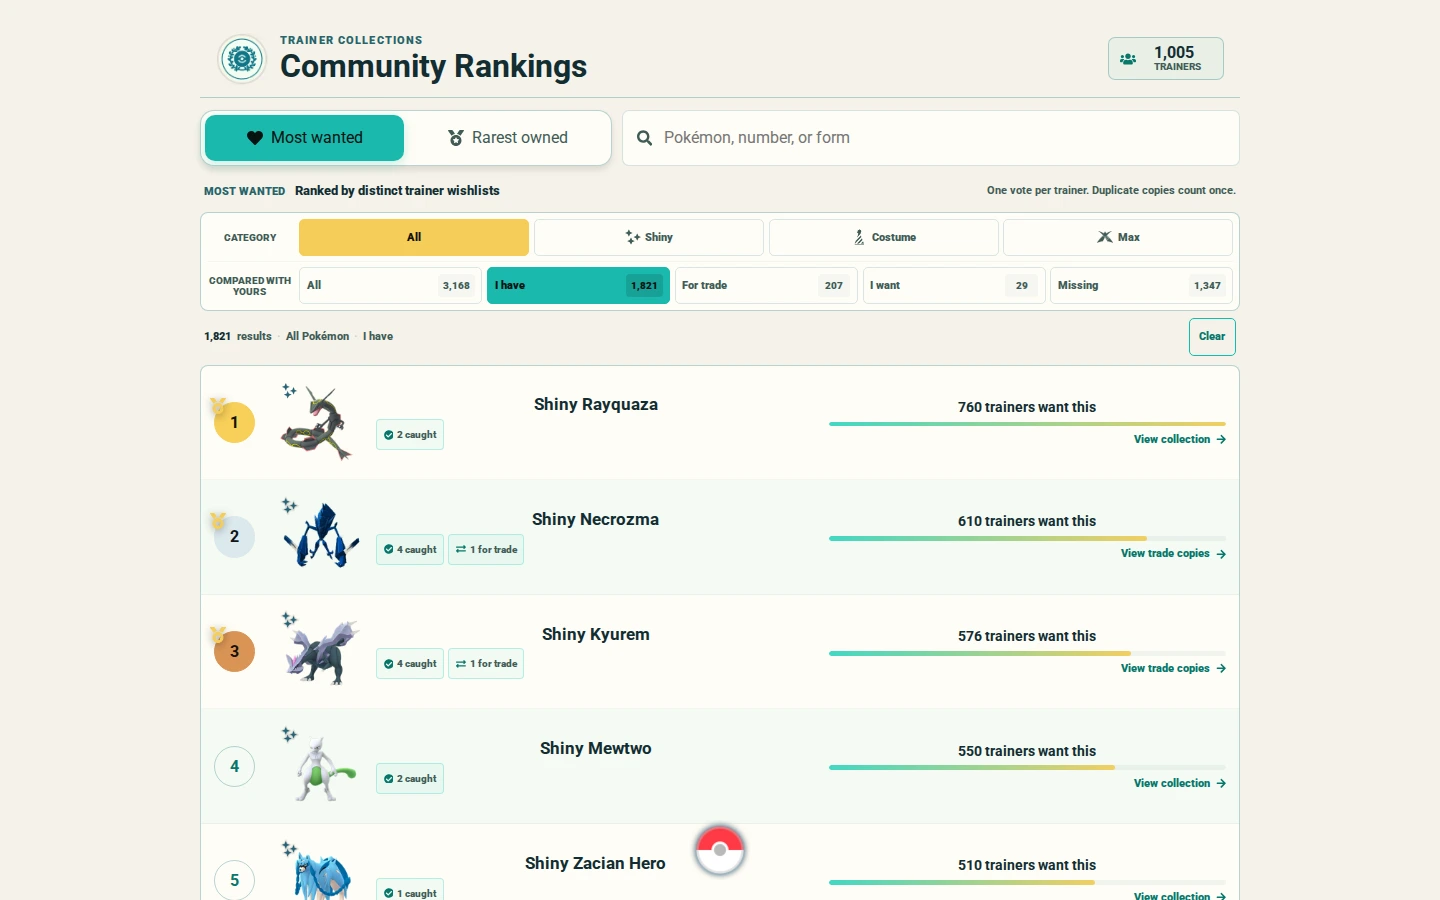 TRAINER COLLECTIONS
Community Rankings
1,005
TRAINERS
Most wanted
Rarest owned
Pokémon, number, or form
MOST WANTED Ranked by distinct trainer wishlists
One vote per trainer. Duplicate copies count once.
CATEGORY
All
Shiny
Costume
Max
COMPARED WITH
YOURS
All 3,168
I have 1,821
For trade 207
I want 29
Missing 1,347
1,821 results · All Pokémon · I have
Clear
1
Shiny Rayquaza
2 caught
760 trainers want this
View collection →
2
Shiny Necrozma
4 caught
1 for trade
610 trainers want this
View trade copies →
3
Shiny Kyurem
4 caught
1 for trade
576 trainers want this
View trade copies →
4
Shiny Mewtwo
2 caught
550 trainers want this
View collection →
5
Shiny Zacian Hero
1 caught
510 trainers want this
View collection →